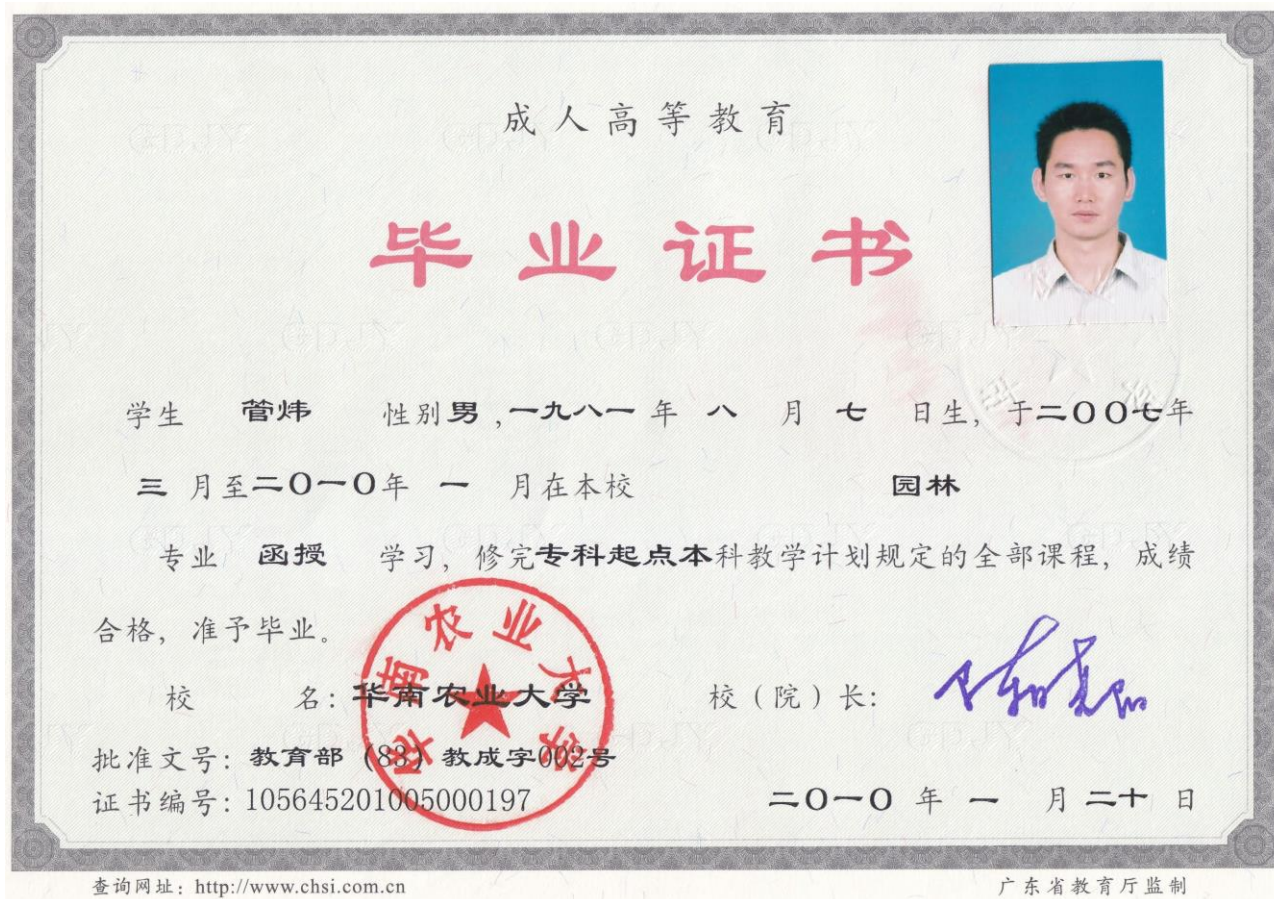 成人高等教育
毕业证书
学生 管炜 性别男,一九八一年 八 月 七 日生,于二〇〇七年
三 月至二〇一〇年 一 月在本校 园林
专业 函授 学习,修完专科起点本科教学计划规定的全部课程,成绩
合格,准予毕业。
校 名:华南农业大学 校(院)长:
华南农业大学
批准文号:教育部(83)教成字002号
证书编号:105645201005000197 二〇一〇年 一 月二十日
查询网址:http://www.chsi.com.cn 广东省教育厅监制